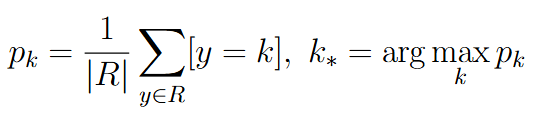 $p_k = \frac{1}{|R|} \sum_{y \in R} [y = k], \; k_* = \arg\max_k p_k$